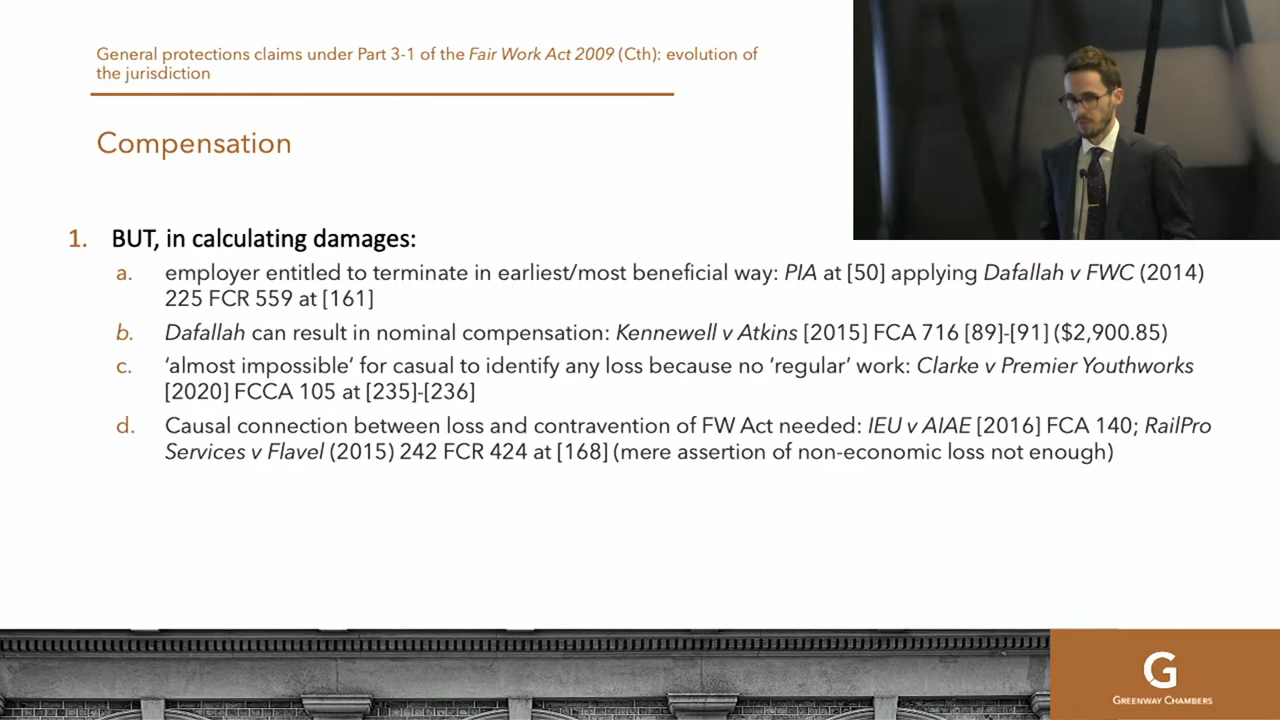 General protections claims under Part 3-1 of the Fair Work Act 2009 (Cth): evolution of
the jurisdiction
Compensation
1. BUT, in calculating damages:
a. employer entitled to terminate in earliest/most beneficial way: PIA at [50] applying Dafallah v FWC (2014)
225 FCR 559 at [161]
b. Dafallah can result in nominal compensation: Kennewell v Atkins [2015] FCA 716 [89]-[91] ($2,900.85)
c. ‘almost impossible’ for casual to identify any loss because no ‘regular’ work: Clarke v Premier Youthworks
[2020] FCCA 105 at [235]-[236]
d. Causal connection between loss and contravention of FW Act needed: IEU v AIAE [2016] FCA 140; RailPro
Services v Flavel (2015) 242 FCR 424 at [168] (mere assertion of non-economic loss not enough)
G
GREENWAY CHAMBERS